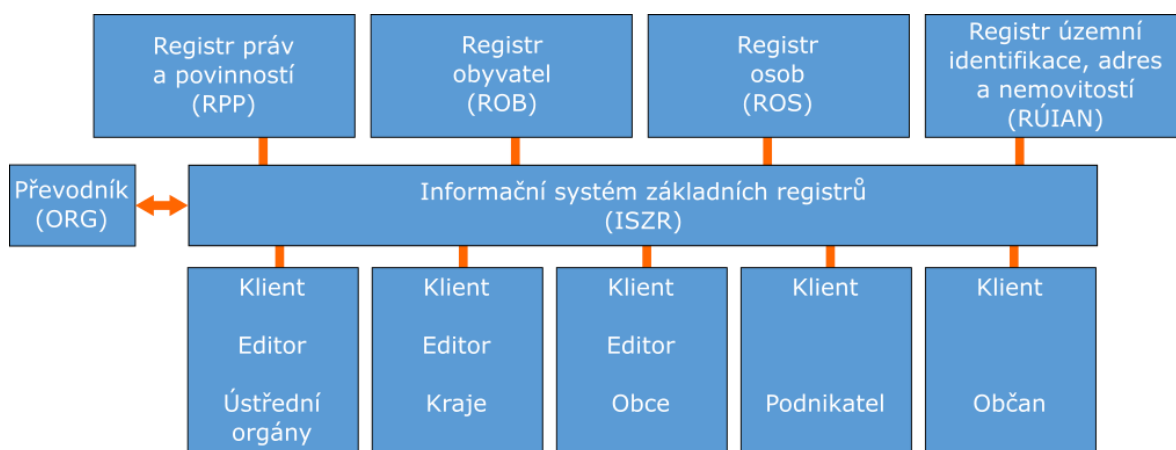 Registr práv
a povinností
(RPP)
Registr
obyvatel
(ROB)
Registr
osob
(ROS)
Registr územní
identifikace, adres
a nemovitostí
(RÚIAN)
Převodník
(ORG)
Informační systém základních registrů
(ISZR)
Klient
Editor
Ústřední
orgány
Klient
Editor
Kraje
Klient
Editor
Obce
Klient
Podnikatel
Klient
Občan